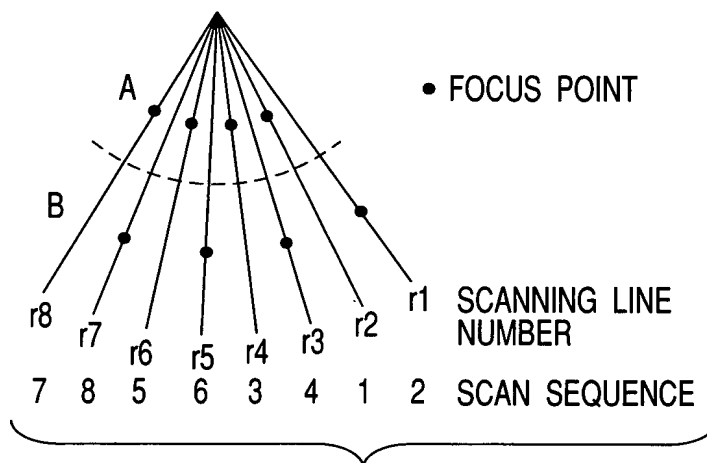 A
FOCUS POINT
B
r8 r7 r6 r5 r4 r3 r2 r1 SCANNING LINE
NUMBER
7 8 5 6 3 4 1 2 SCAN SEQUENCE